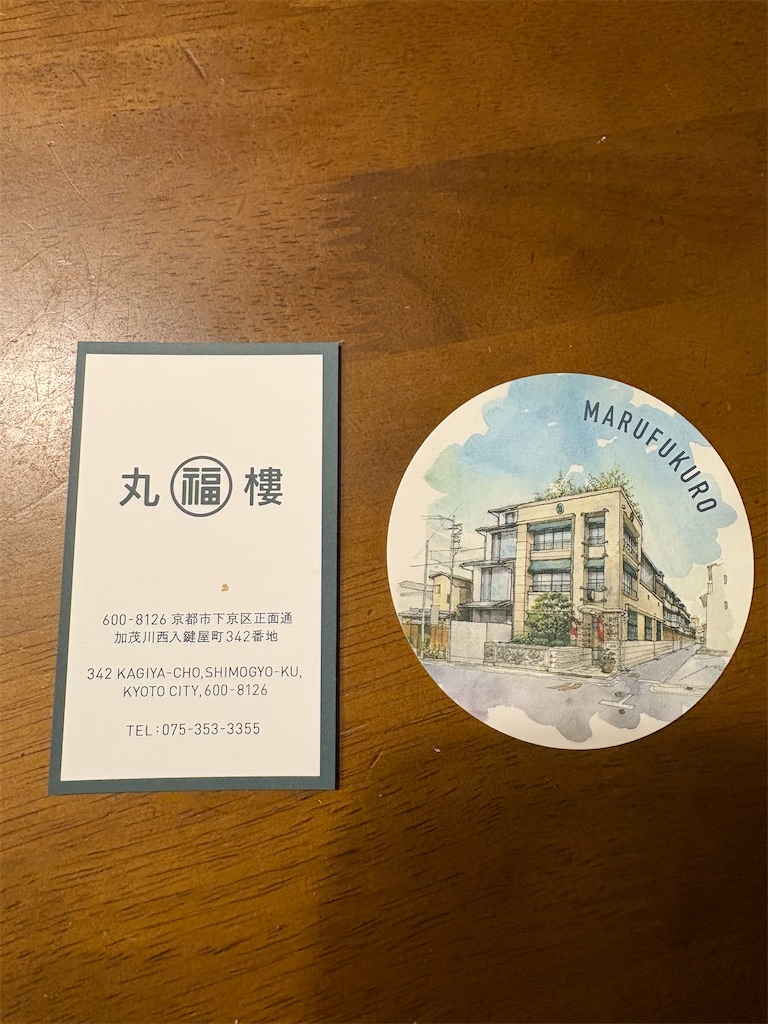 丸福樓
600-8126 京都市下京区正面通
加茂川西入鍵屋町342番地
342 KAGIYA-CHO,SHIMOGYO-KU,
KYOTO CITY,600-8126
TEL:075-353-3355
MARUFUKURO